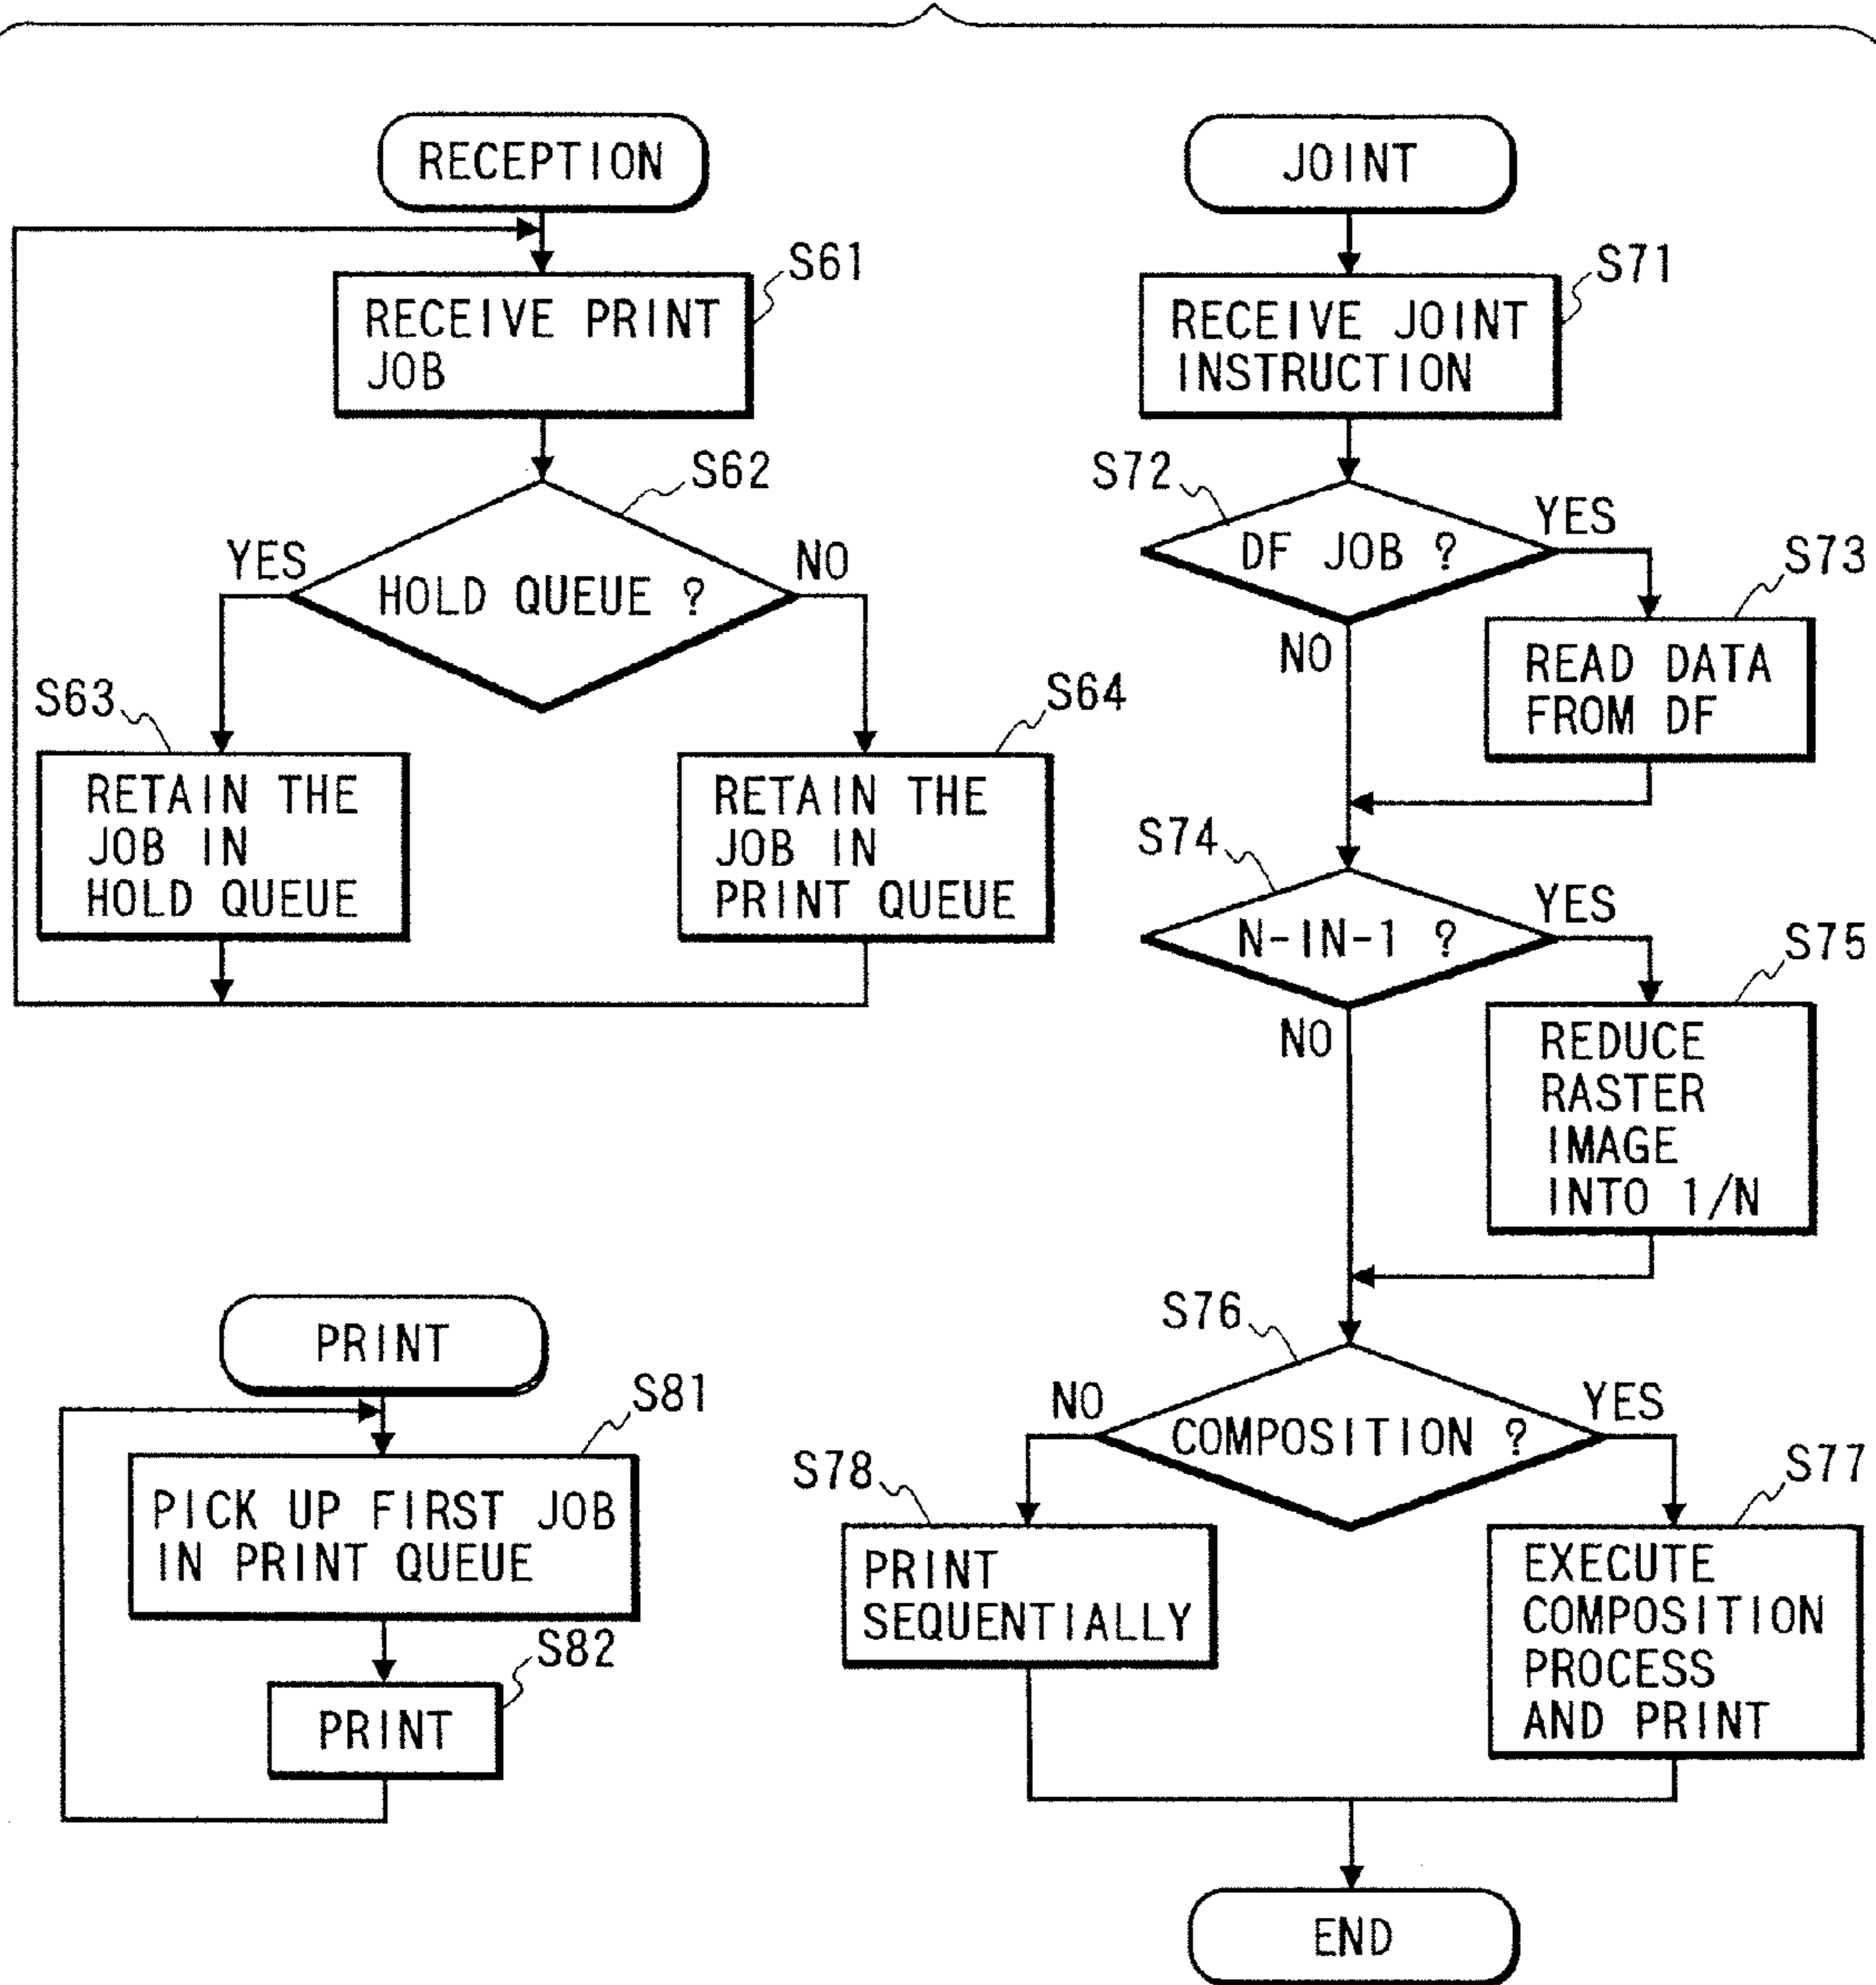 RECEPTION
S61
RECEIVE PRINT
JOB
S62
YES
NO
HOLD QUEUE ?
S63
RETAIN THE
JOB IN
HOLD QUEUE
S64
RETAIN THE
JOB IN
PRINT QUEUE
PRINT
S81
PICK UP FIRST JOB
IN PRINT QUEUE
S82
PRINT
JOINT
S71
RECEIVE JOINT
INSTRUCTION
S72
DF JOB ?
YES
NO
S73
READ DATA
FROM DF
S74
N-IN-1 ?
YES
NO
S75
REDUCE
RASTER
IMAGE
INTO 1/N
S76
NO
COMPOSITION ?
YES
S78
PRINT
SEQUENTIALLY
S77
EXECUTE
COMPOSITION
PROCESS
AND PRINT
END